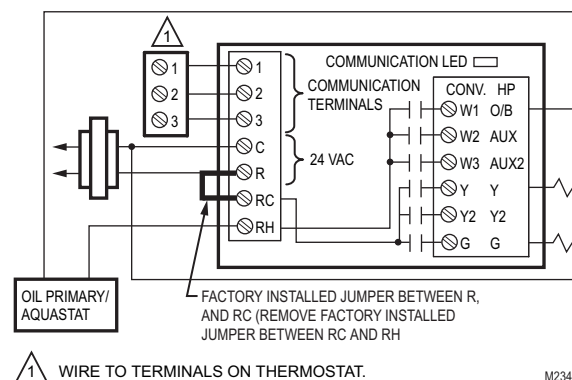 1
COMMUNICATION LED
1 1
COMMUNICATION
TERMINALS
CONV. HP
W1 O/B
2 2
W2 AUX
3 3
W3 AUX2
C
24 VAC
R
Y Y
RC
Y2 Y2
RH
G G
OIL PRIMARY/
AQUASTAT
FACTORY INSTALLED JUMPER BETWEEN R,
AND RC (REMOVE FACTORY INSTALLED
JUMPER BETWEEN RC AND RH
1 WIRE TO TERMINALS ON THERMOSTAT.
M234